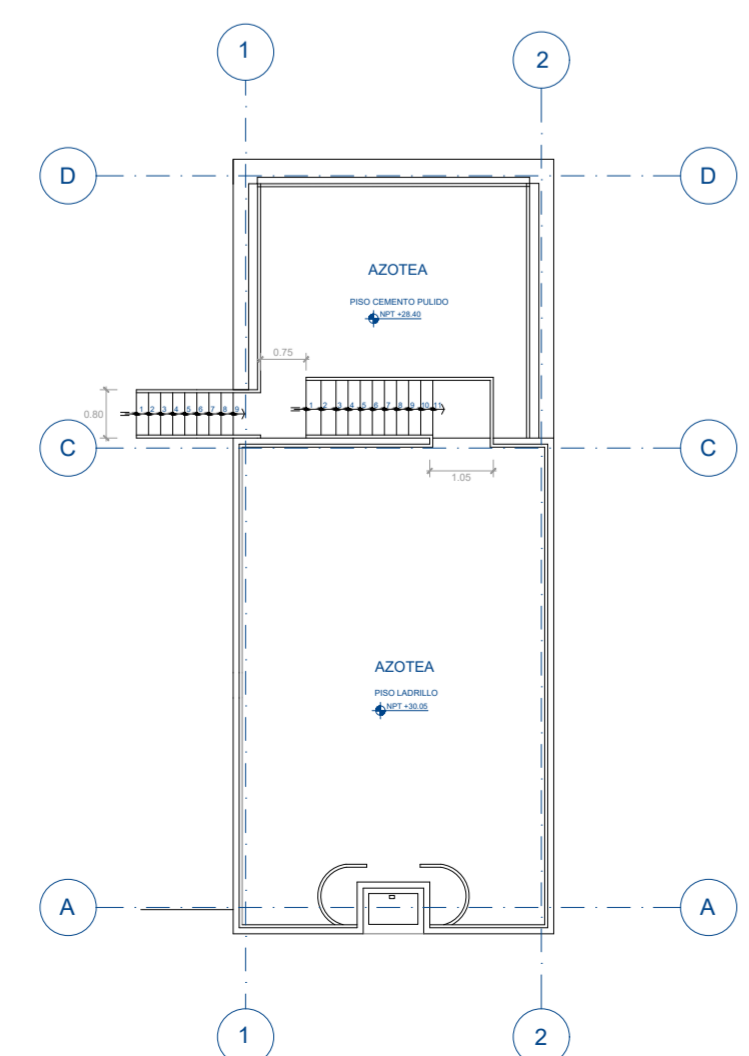 1
2
D
D
AZOTEA
PISO CEMENTO PULIDO
NPT +28.40
0.75
1 2 3 4 5 6 7 8 9 10 11
0.80
1 2 3 4 5 6 7 8 9
C
C
1.05
AZOTEA
PISO LADRILLO
NPT +30.05
A
A
1
2